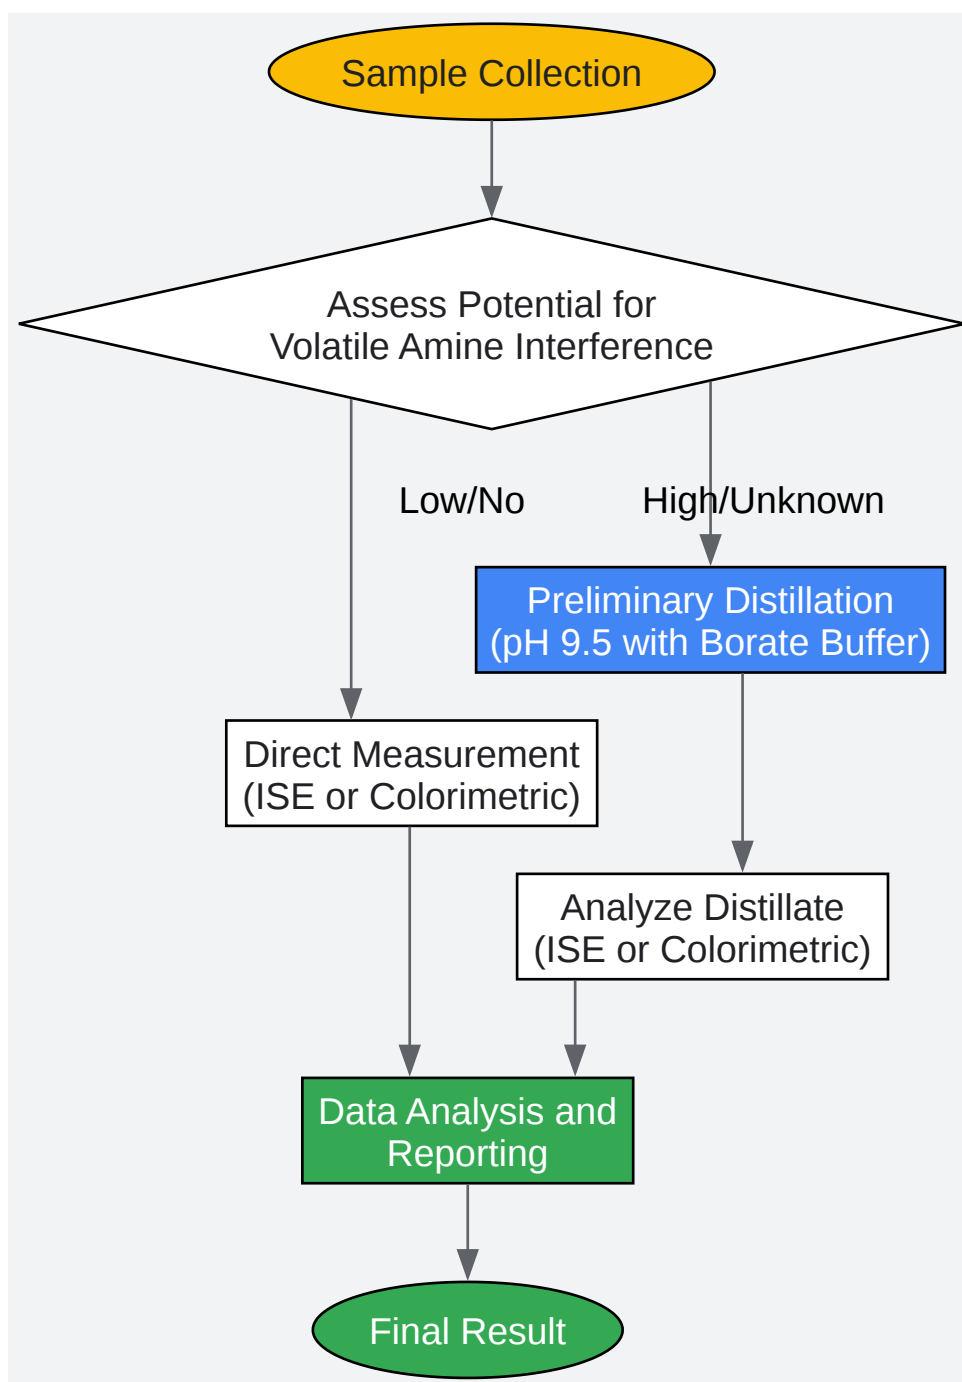 Sample Collection
Assess Potential for
Volatile Amine Interference
Low/No
High/Unknown
Preliminary Distillation
(pH 9.5 with Borate Buffer)
Direct Measurement
(ISE or Colorimetric)
Analyze Distillate
(ISE or Colorimetric)
Data Analysis and
Reporting
Final Result